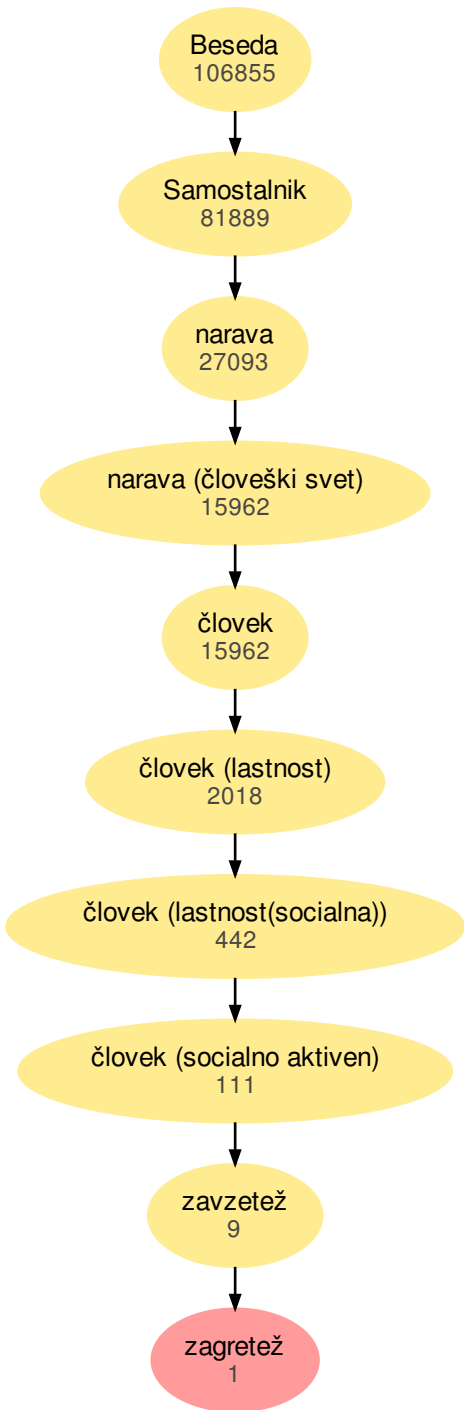 Beseda
106855
Samostalnik
81889
narava
27093
narava (človeški svet)
15962
človek
15962
človek (lastnost)
2018
človek (lastnost(socialna))
442
človek (socialno aktiven)
111
zavzetež
9
zagretež
1